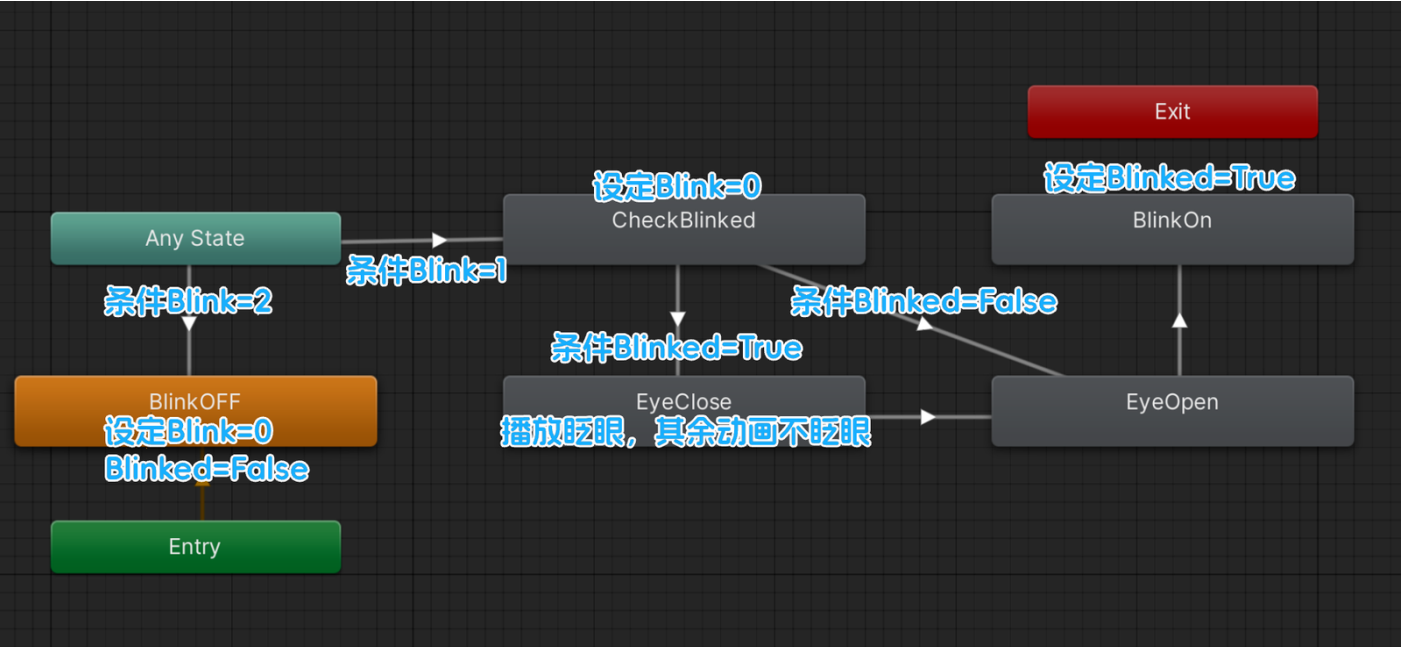 Exit
设定Blinked=True
设定Blink=0
CheckBlinked
BlinkOn
Any State
条件Blink=1
条件Blink=2
条件Blinked=False
条件Blinked=True
BlinkOFF
设定Blink=0
Blinked=False
EyeClose
播放眨眼，其余动画不眨眼
EyeOpen
Entry